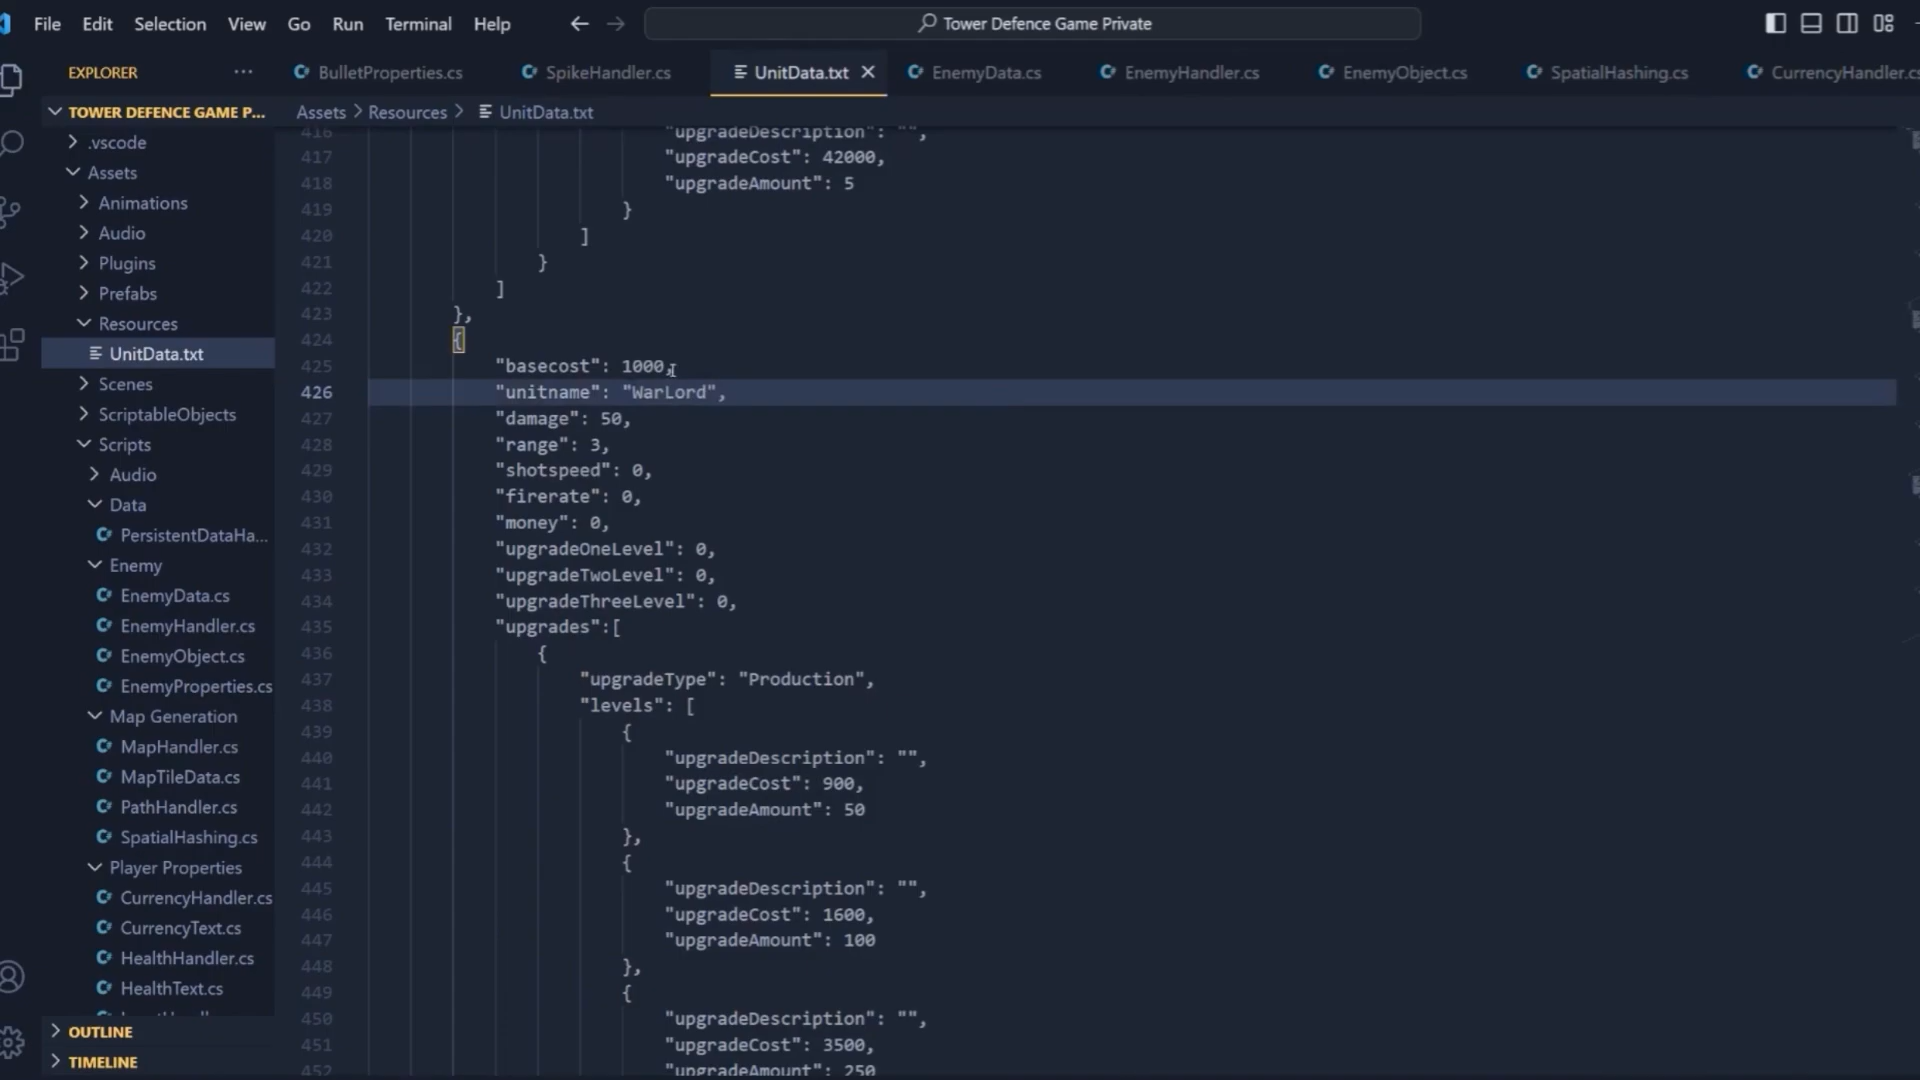 File Edit Selection View Go Run Terminal Help
Tower Defence Game Private
EXPLORER
BulletProperties.cs
SpikeHandler.cs
UnitData.txt
EnemyData.cs
EnemyHandler.cs
EnemyObject.cs
SpatialHashing.cs
CurrencyHandler.cs
TOWER DEFENCE GAME P...
.vscode
Assets
Animations
Audio
Plugins
Prefabs
Resources
UnitData.txt
Scenes
ScriptableObjects
Scripts
Audio
Data
PersistentDataHa...
Enemy
EnemyData.cs
EnemyHandler.cs
EnemyObject.cs
EnemyProperties.cs
Map Generation
MapHandler.cs
MapTileData.cs
PathHandler.cs
SpatialHashing.cs
Player Properties
CurrencyHandler.cs
CurrencyText.cs
HealthHandler.cs
HealthText.cs
OUTLINE
TIMELINE
Assets > Resources > UnitData.txt
416 "upgradeDescription": "",
417 "upgradeCost": 42000,
418 "upgradeAmount": 5
419 }
420 ]
421 }
422 ]
423 },
424 {
425 "basecost": 1000,
426 "unitname": "WarLord",
427 "damage": 50,
428 "range": 3,
429 "shotspeed": 0,
430 "firerate": 0,
431 "money": 0,
432 "upgradeOneLevel": 0,
433 "upgradeTwoLevel": 0,
434 "upgradeThreeLevel": 0,
435 "upgrades":[
436 {
437 "upgradeType": "Production",
438 "levels": [
439 {
440 "upgradeDescription": "",
441 "upgradeCost": 900,
442 "upgradeAmount": 50
443 },
444 {
445 "upgradeDescription": "",
446 "upgradeCost": 1600,
447 "upgradeAmount": 100
448 },
449 {
450 "upgradeDescription": "",
451 "upgradeCost": 3500,
452 "upgradeAmount": 250